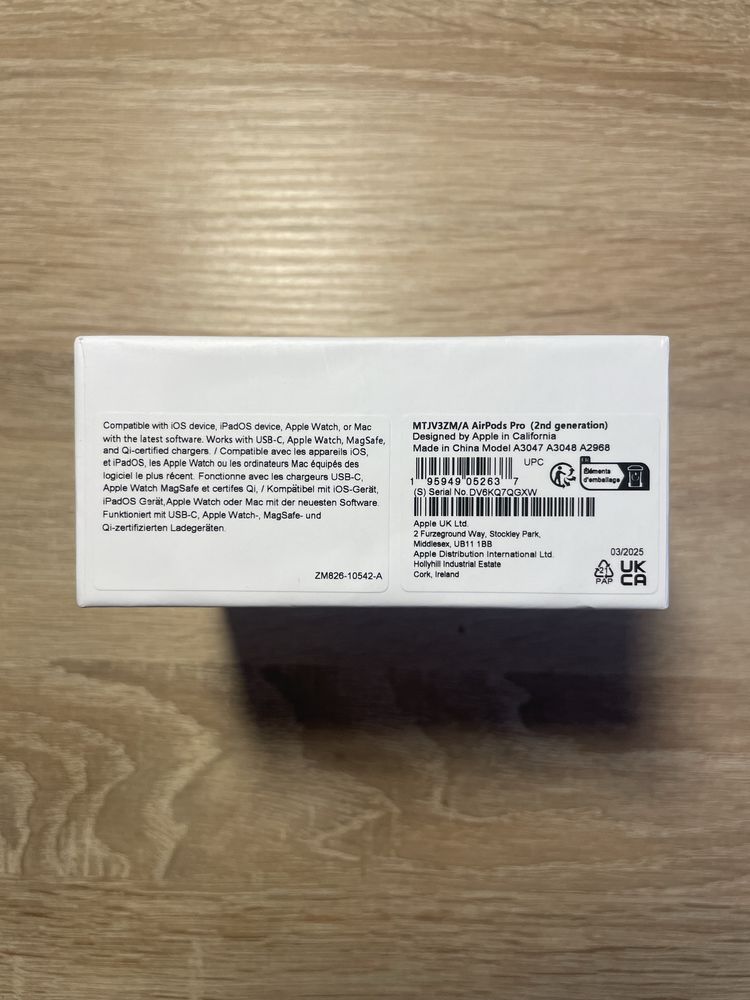 Compatible with iOS device, iPadOS device, Apple Watch, or Mac
with the latest software. Works with USB-C, Apple Watch, MagSafe,
and Qi-certified chargers. / Compatible avec les appareils iOS,
et iPadOS, les Apple Watch ou les ordinateurs Mac équipés des
logiciel le plus récent. Fonctionne avec les chargeurs USB-C,
Apple Watch MagSafe et certifes Qi, / Kompatibel mit iOS-Gerät,
iPadOS Gerät,Apple Watch oder Mac mit der neuesten Software.
Funktioniert mit USB-C, Apple Watch-, MagSafe- und
Qi-zertifizierten Ladegeräten.
ZM826-10542-A
MTJV3ZM/A AirPods Pro (2nd generation)
Designed by Apple in California
Made in China Model A3047 A3048 A2968
UPC
1 95949 05263 7
FR
Éléments
d'emballage
(S) Serial No.DV6KQ7QGXW
Apple UK Ltd.
2 Furzeground Way, Stockley Park,
Middlesex, UB11 1BB
Apple Distribution International Ltd.
Hollyhill Industrial Estate
Cork, Ireland
03/2025
21
PAP
UK
CA